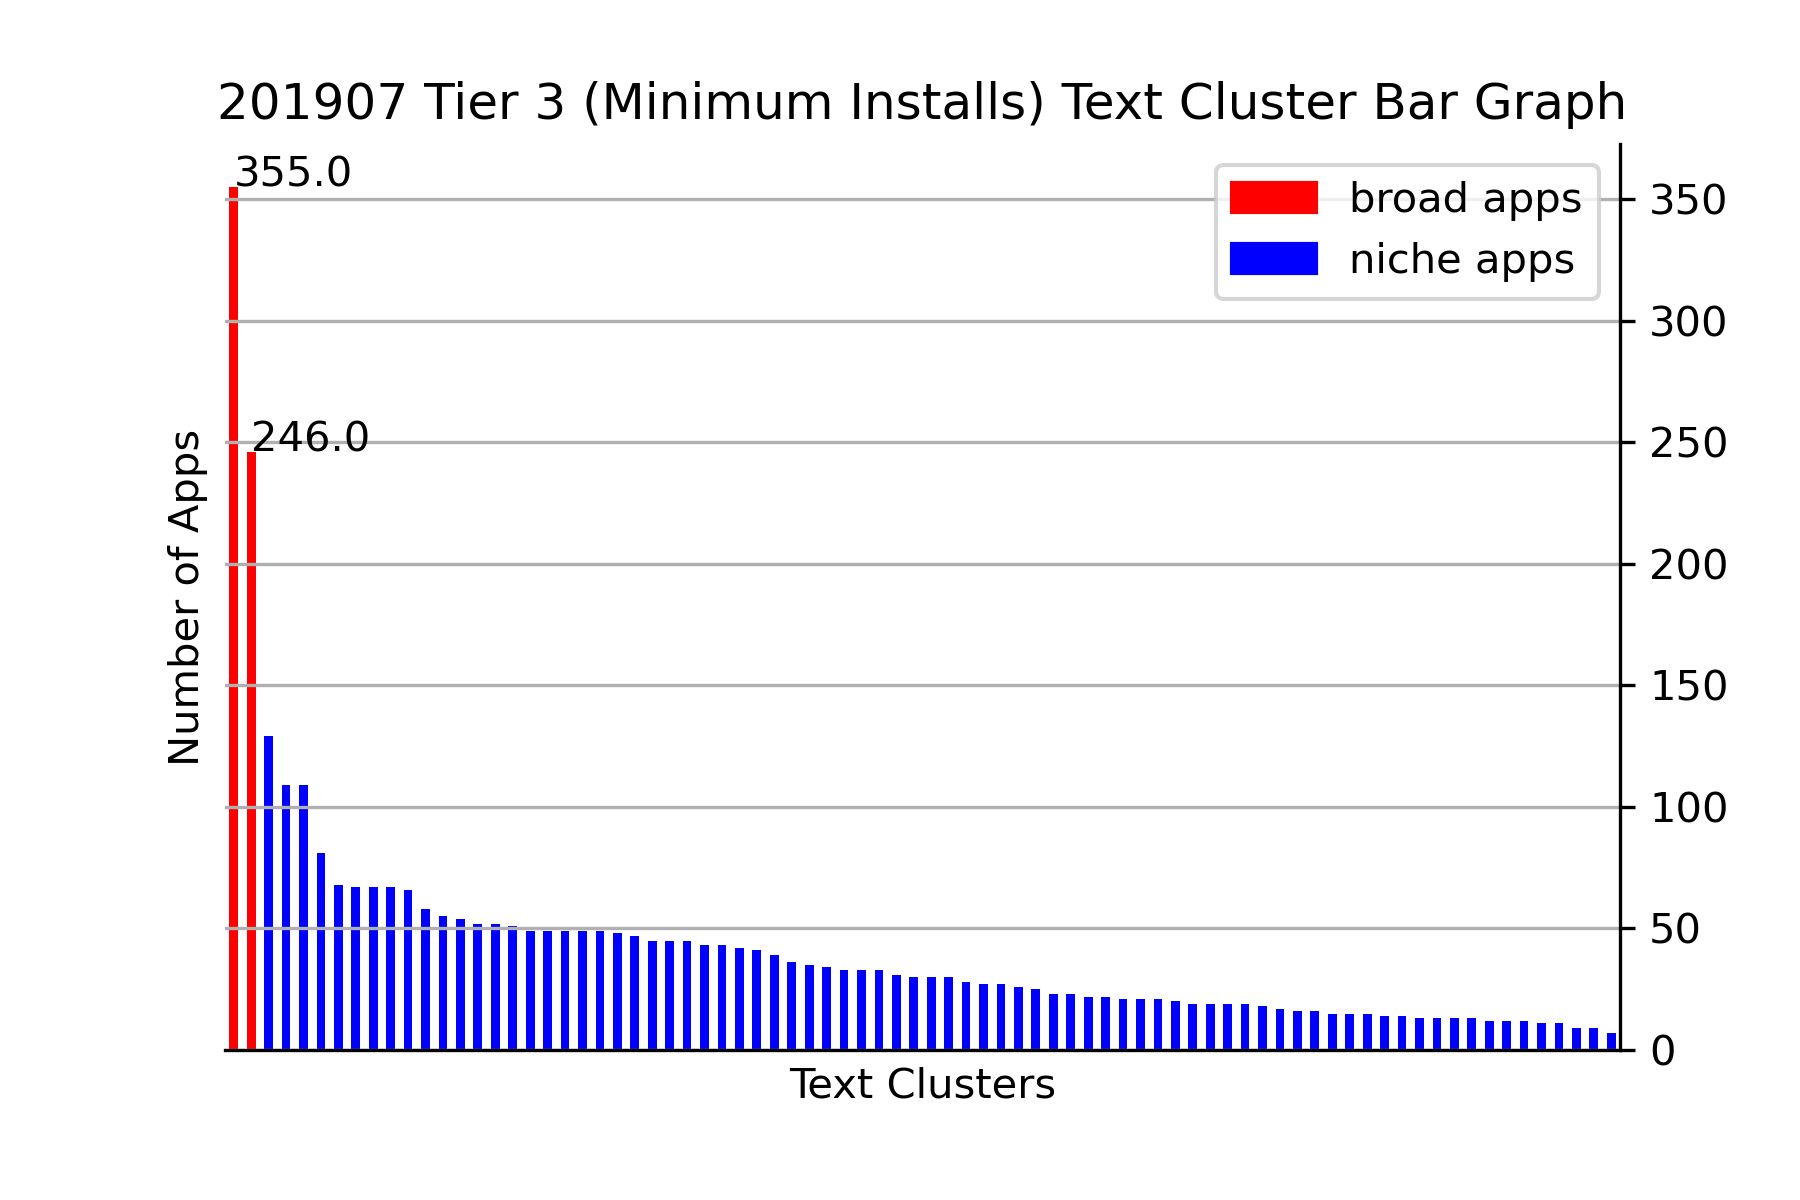 201907 Tier 3 (Minimum Installs) Text Cluster Bar Graph
355.0
broad apps
350
niche apps
300
246.0
250
Number of Apps
200
150
100
50
0
Text Clusters